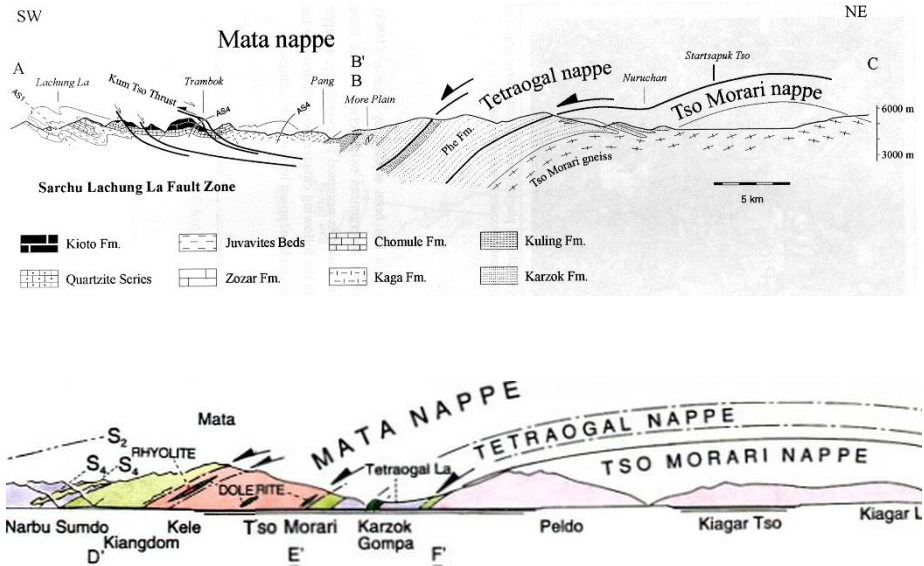 SW
NE
Mata nappe
A
Lachung La
Kum Tso Thrust
Trambok
Pang
B'
B
More Plain
Tetraogal nappe
Nuruchan
Startsapuk Tso
C
Tso Morari nappe
AS1
AS4
AS4
Phe Fm.
Tso Morari gneiss
6000 m
3000 m
Sarchu Lachung La Fault Zone
5 km
Kioto Fm.
Juvavites Beds
Chomule Fm.
Kuling Fm.
Quartzite Series
Zozar Fm.
Kaga Fm.
Karzok Fm.
Mata
MATA NAPPE
TETRAOGAL NAPPE
TSO MORARI NAPPE
S2
S4
S4
RHYOLITE
DOLERITE
Tetraogal La
Narbu Sumdo
Kiangdom
Kele
Tso Morari
Karzok
Gompa
Peldo
Kiagar Tso
Kiagar L
D'
E'
F'